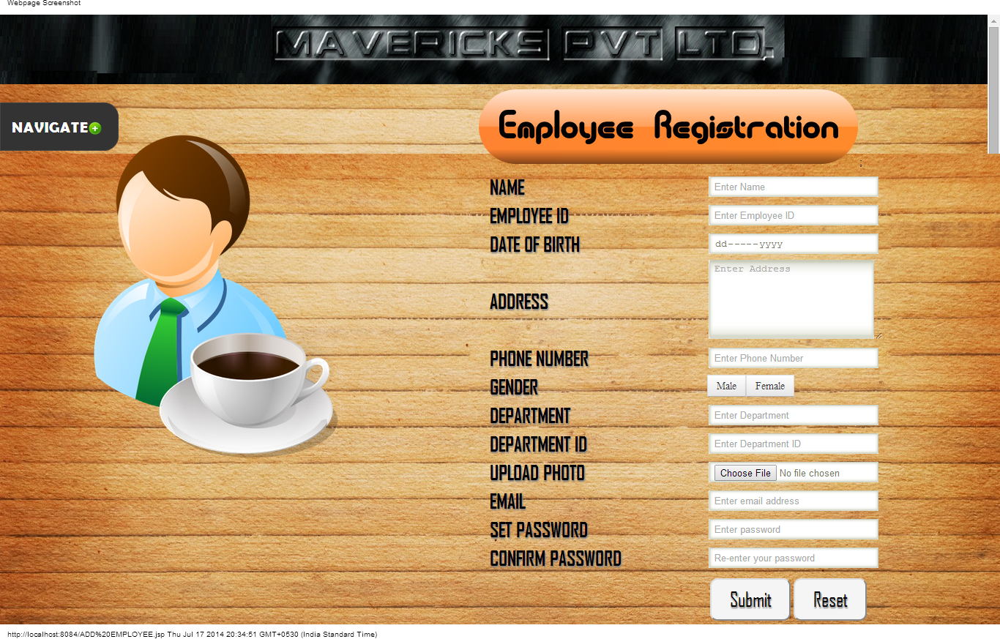 Webpage Screenshot
MAVERICKS PVT LTD.
NAVIGATE
Employee Registration
NAME Enter Name
EMPLOYEE ID Enter Employee ID
DATE OF BIRTH dd-----yyyy
ADDRESS Enter Address
PHONE NUMBER Enter Phone Number
GENDER Male Female
DEPARTMENT Enter Department
DEPARTMENT ID Enter Department ID
UPLOAD PHOTO Choose File No file chosen
EMAIL Enter email address
SET PASSWORD Enter password
CONFIRM PASSWORD Re-enter your password
Submit Reset
http://localhost:8084/ADD%20EMPLOYEE.jsp Thu Jul 17 2014 20:34:51 GMT+0530 (India Standard Time)